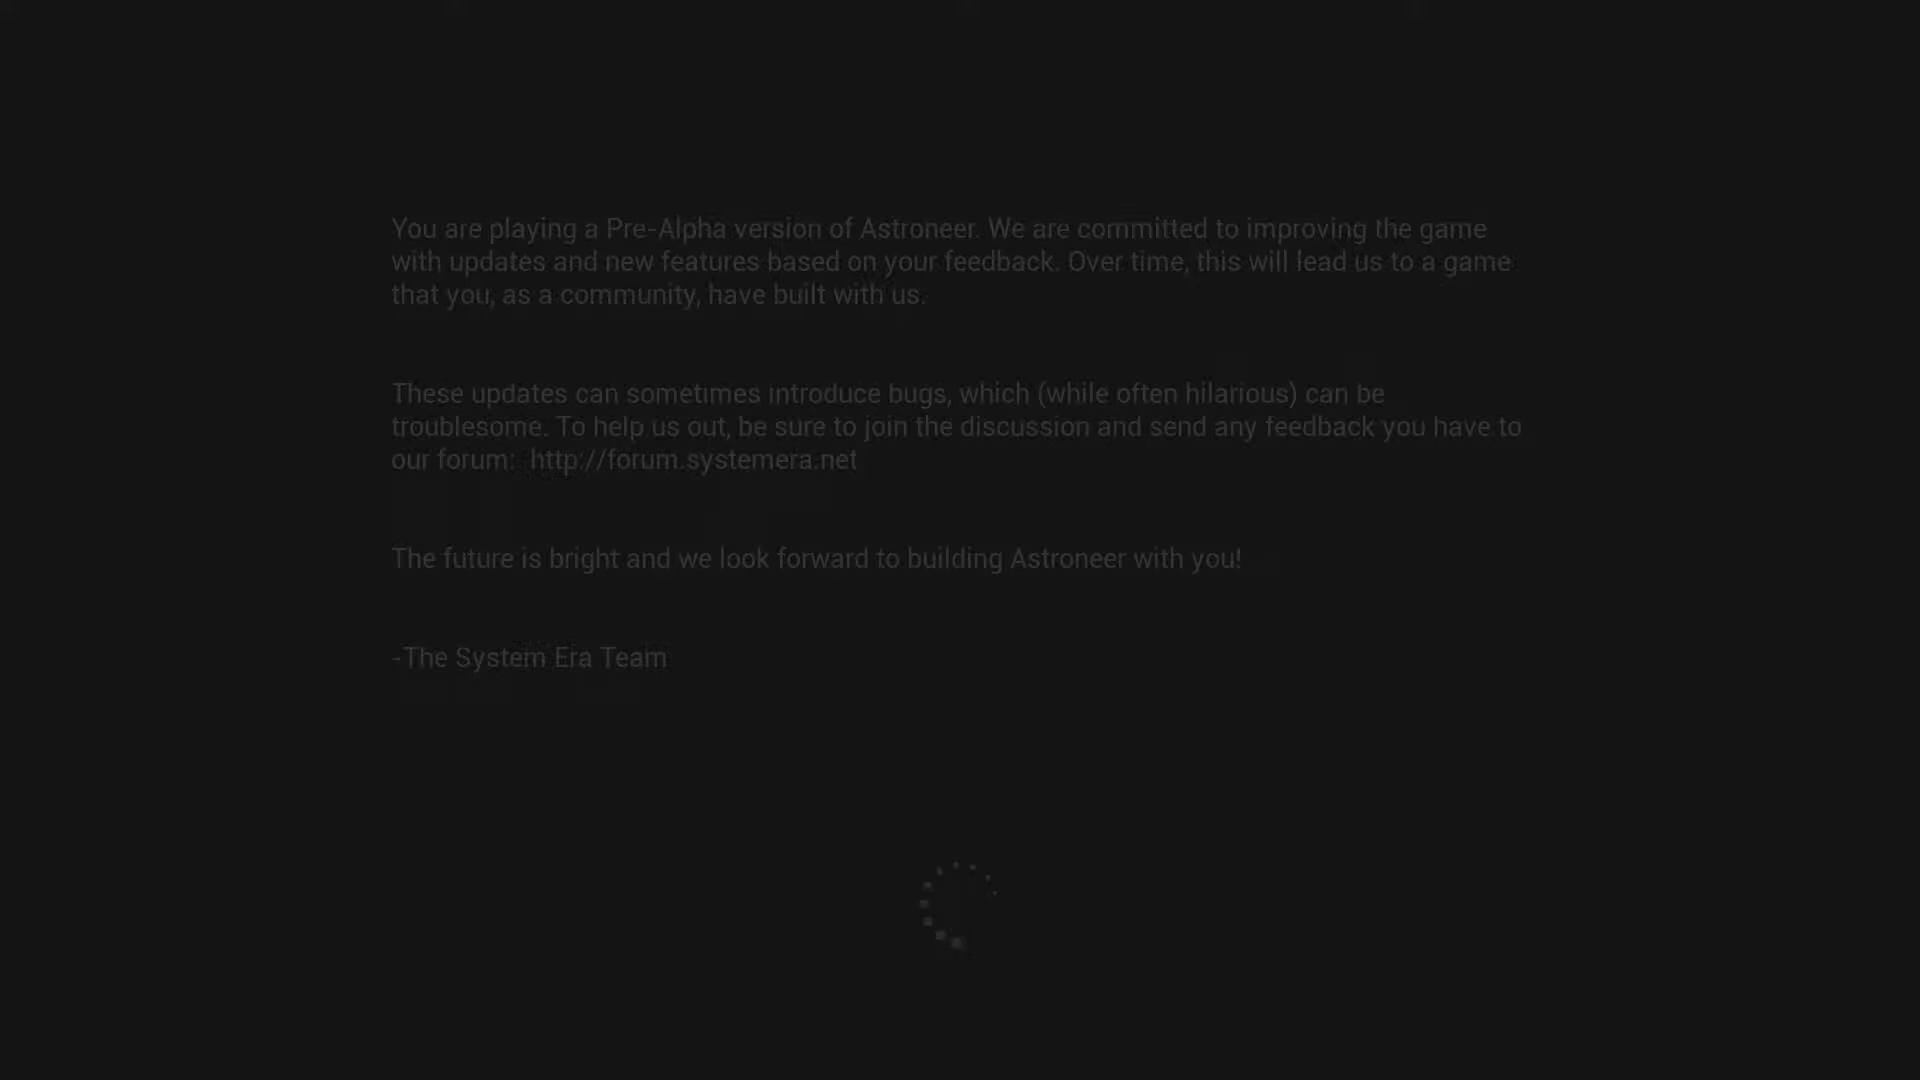 You are playing a Pre-Alpha version of Astroneer. We are committed to improving the game
with updates and new features based on your feedback. Over time, this will lead us to a game
that you, as a community, have built with us.
These updates can sometimes introduce bugs, which (while often hilarious) can be
troublesome. To help us out, be sure to join the discussion and send any feedback you have to
our forum:  http://forum.systemera.net
The future is bright and we look forward to building Astroneer with you!
-The System Era Team